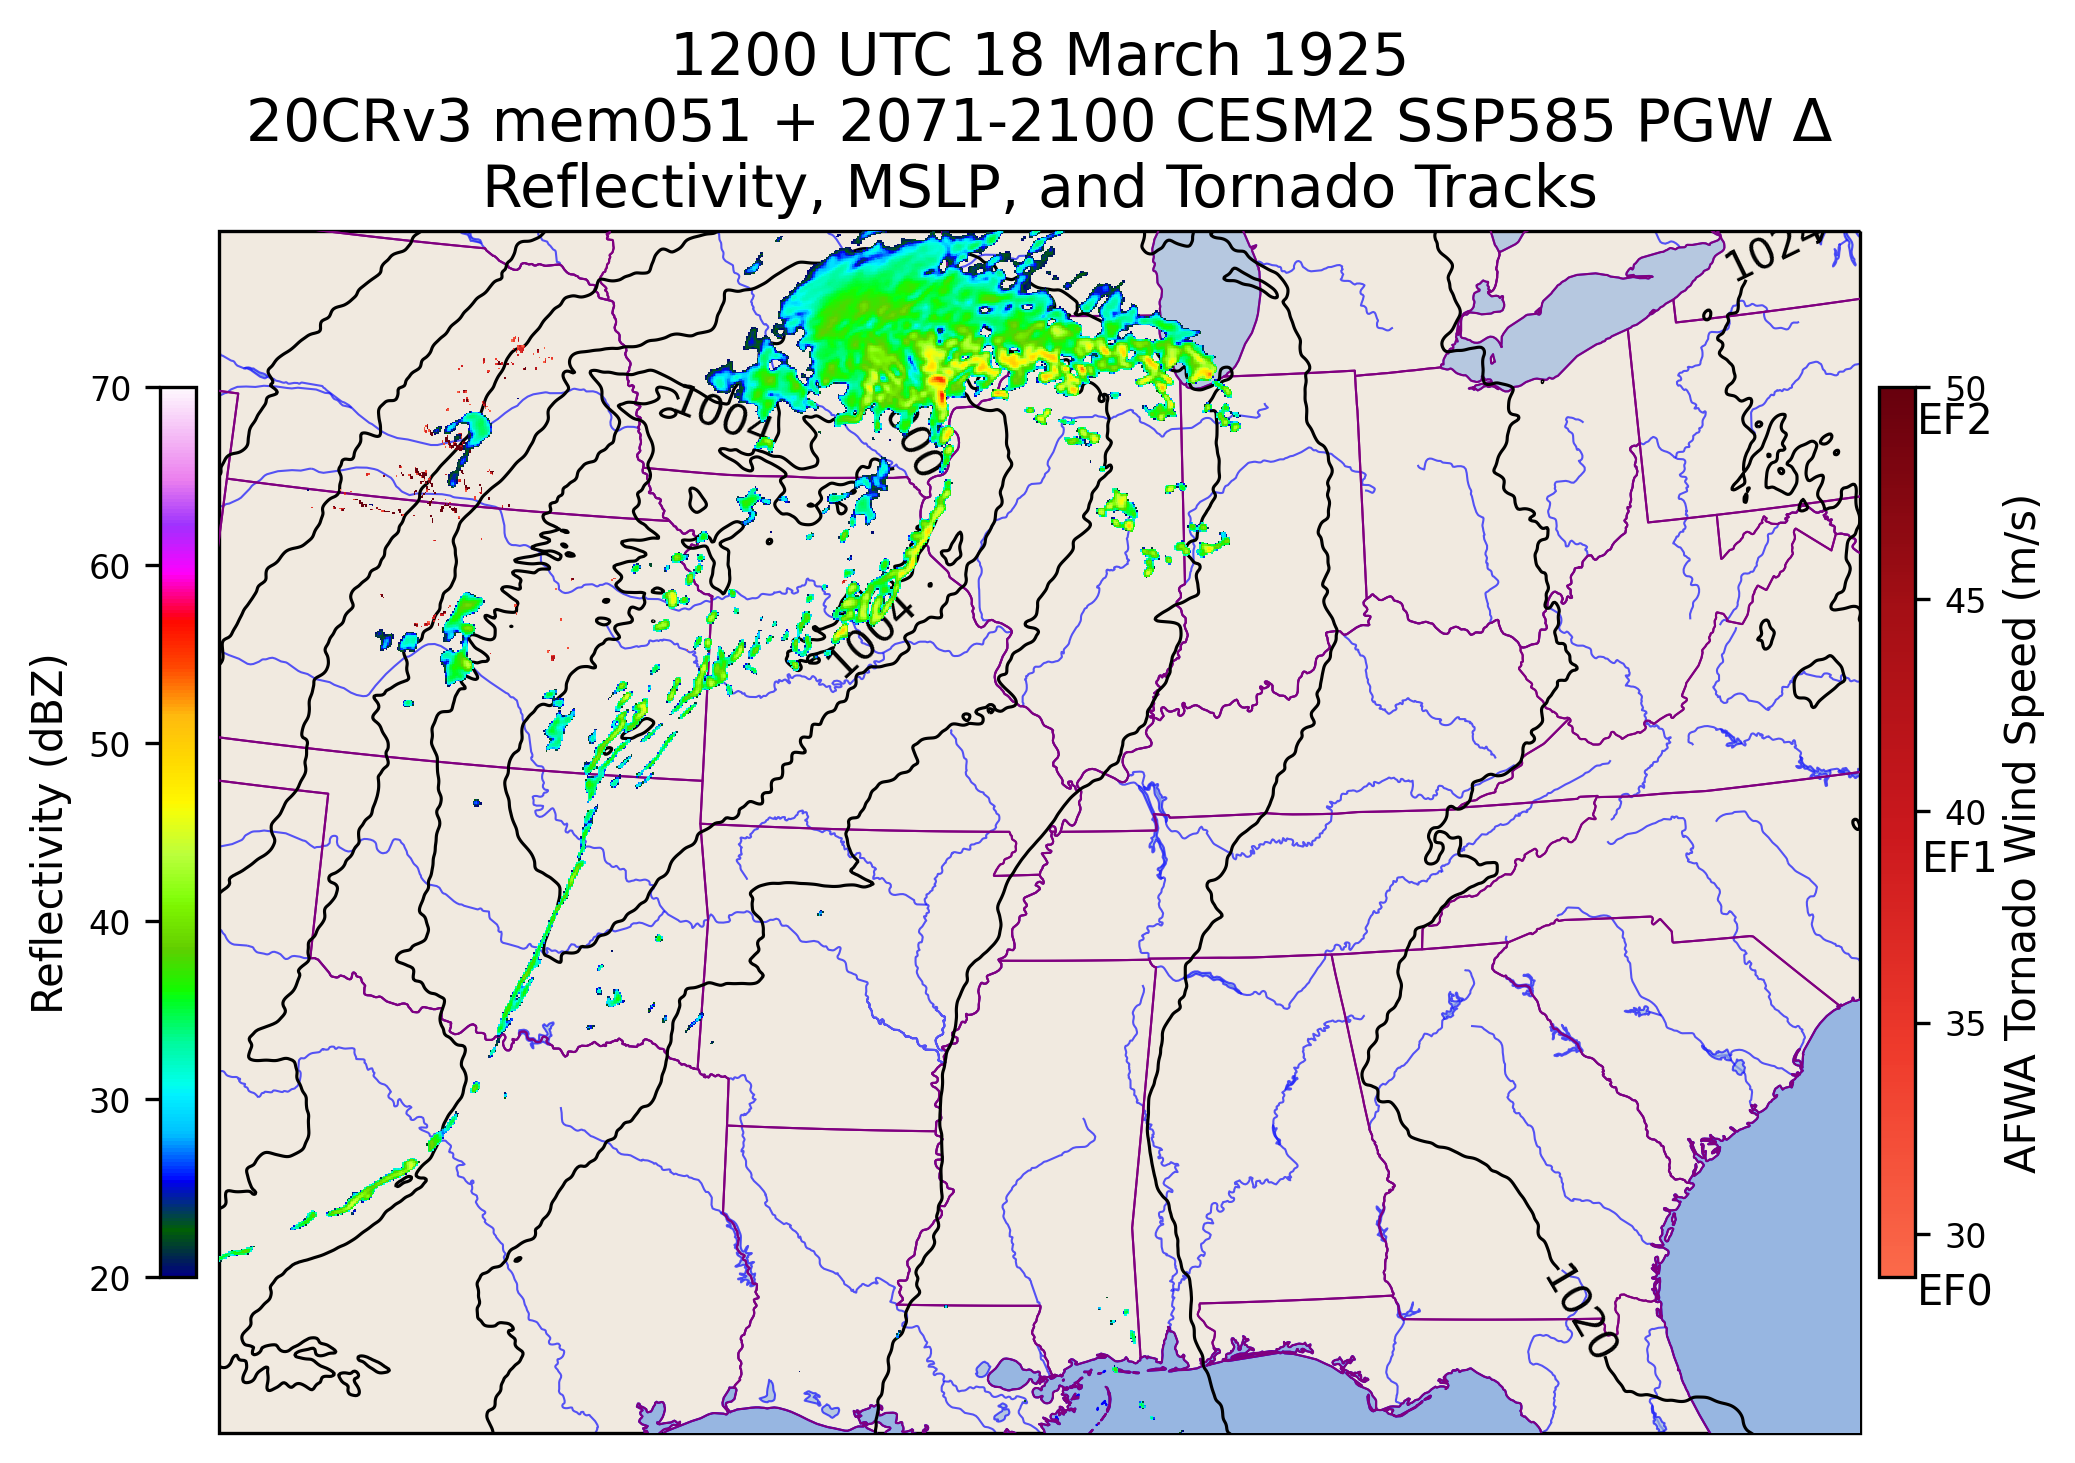 1200 UTC 18 March 1925
20CRv3 mem051 + 2071-2100 CESM2 SSP585 PGW Δ
Reflectivity, MSLP, and Tornado Tracks
Reflectivity (dBZ)
70
60
50
40
30
20
1024
1004
1004
1020
50
EF2
45
40
EF1
35
30
EF0
AFWA Tornado Wind Speed (m/s)